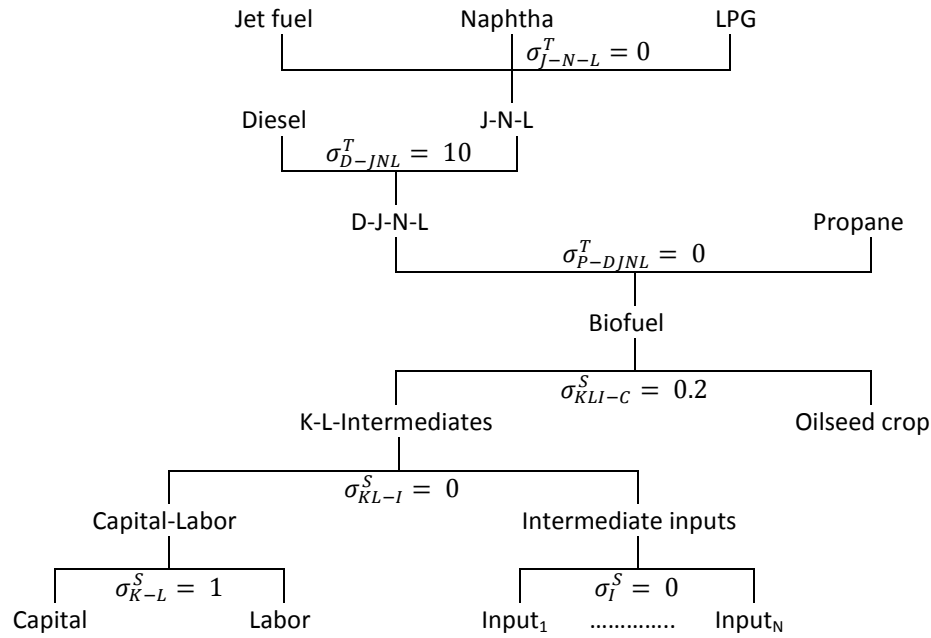 Jet fuel Naphtha LPG
σ^T_{J−N−L} = 0
Diesel J-N-L
σ^T_{D−JNL} = 10
D-J-N-L Propane
σ^T_{P−DJNL} = 0
Biofuel
σ^S_{KLI−C} = 0.2
K-L-Intermediates Oilseed crop
σ^S_{KL−I} = 0
Capital-Labor Intermediate inputs
σ^S_{K−L} = 1 σ^S_I = 0
Capital Labor Input₁ ………….. Input_N